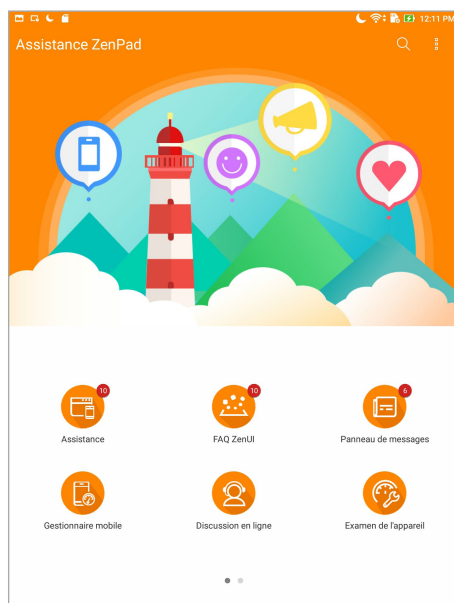 12:11 PM
Assistance ZenPad
10
10
6
Assistance
FAQ ZenUI
Panneau de messages
Gestionnaire mobile
Discussion en ligne
Examen de l'appareil